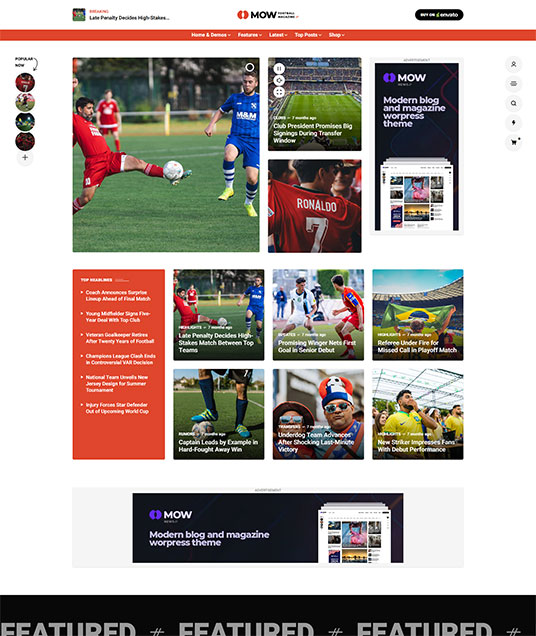 BREAKING
Late Penalty Decides High-Stakes...
MOW FOOTBALL MAGAZINE
BUY ON envato
Home & Demos Features Latest Top Posts Shop
POPULAR
NOW
CLUBS — 7 months ago
Club President Promises Big
Signings During Transfer
Window
RONALDO
7
ADVERTISEMENT
MOW
Modern blog
and magazine
worpress
theme
TOP HEADLINES
Coach Announces Surprise
Lineup Ahead of Final Match
Young Midfielder Signs Five-
Year Deal With Top Club
Veteran Goalkeeper Retires
After Twenty Years of Football
Champions League Clash Ends
in Controversial VAR Decision
National Team Unveils New
Jersey Design for Summer
Tournament
Injury Forces Star Defender
Out of Upcoming World Cup
HIGHLIGHTS — 7 months ago
Late Penalty Decides High-
Stakes Match Between Top
Teams
UPDATES — 7 months ago
Promising Winger Nets First
Goal in Senior Debut
HIGHLIGHTS — 7 months ago
Referee Under Fire for
Missed Call in Playoff Match
RUMORS — 7 months ago
Captain Leads by Example in
Hard-Fought Away Win
TRANSFERS — 7 months ago
Underdog Team Advances
After Shocking Last-Minute
Victory
HIGHLIGHTS — 7 months ago
New Striker Impresses Fans
With Debut Performance
ADVERTISEMENT
MOW
Modern blog and magazine
worpress theme
FEATURED # FEATURED # FEATURED #